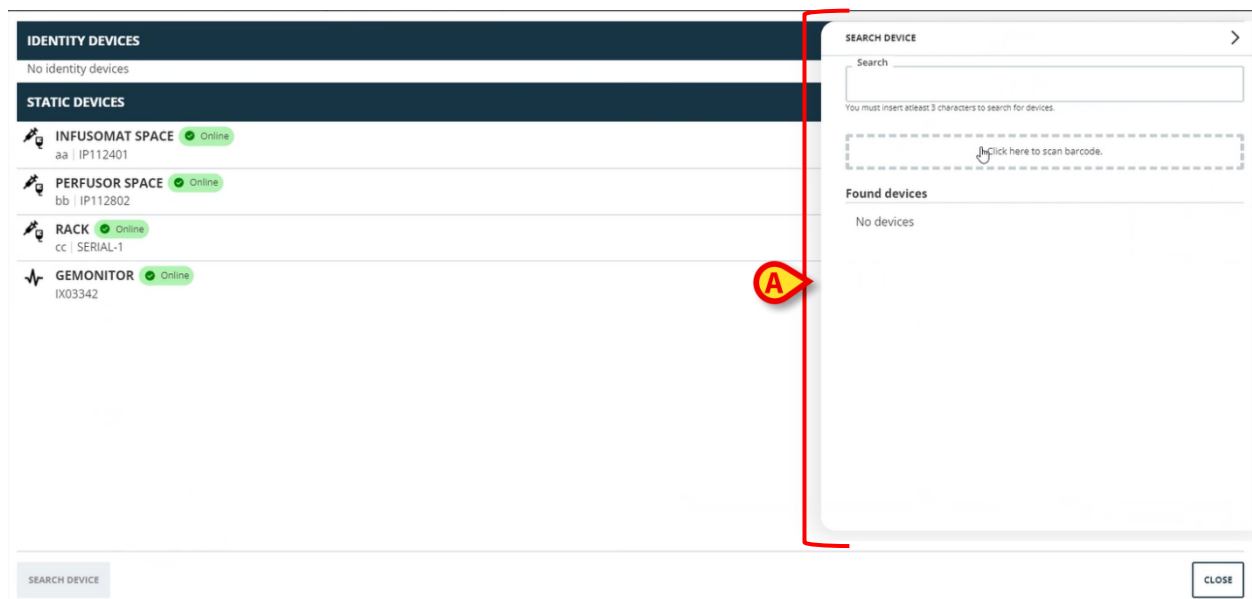 IDENTITY DEVICES
No identity devices
STATIC DEVICES
INFUSOMAT SPACE Online
aa | IP112401
PERFUSOR SPACE Online
bb | IP112802
RACK Online
cc | SERIAL-1
GEMONITOR Online
IX03342
A
SEARCH DEVICE
Search
You must insert atleast 3 characters to search for devices.
Click here to scan barcode.
Found devices
No devices
SEARCH DEVICE
CLOSE